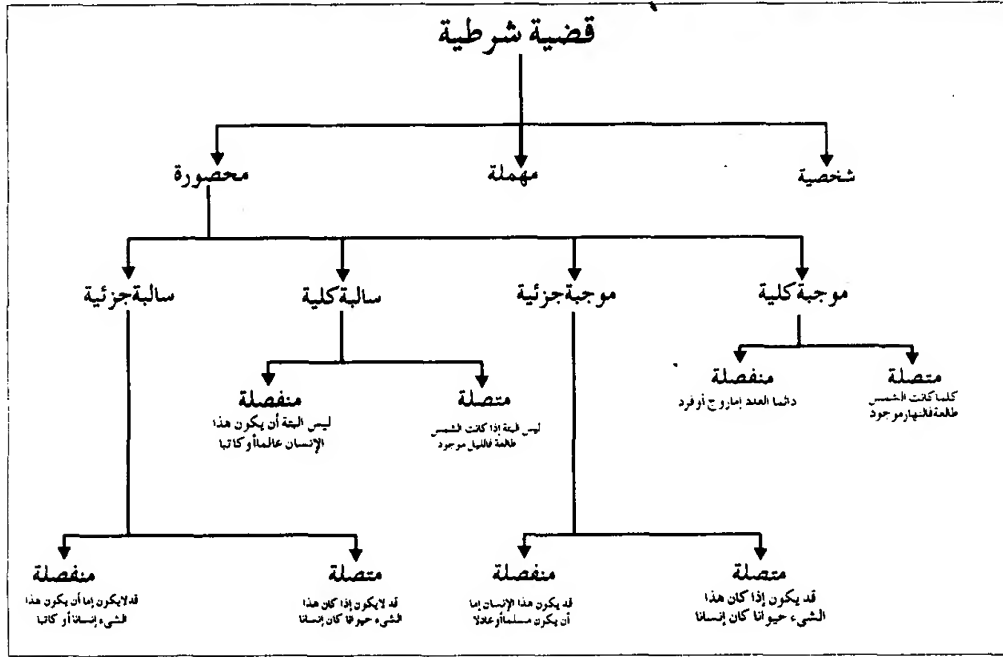 قضية شرطية
شخصية
مهملة
محصورة
موجبة كلية
موجبة جزئية
سالبة كلية
سالبة جزئية
متصلة
كلما كانت الشمس
طالعة فالنهار موجود
منفصلة
دائما العدد إما زوج أو فرد
متصلة
ليس البتة إذا كانت الشمس
طالعة فالليل موجود
منفصلة
ليس البتة أن يكون هذا
الإنسان عالما أو كاتبا
متصلة
قد يكون إذا كان هذا
الشيء حيوانا كان إنسانا
منفصلة
قد يكون هذا الإنسان إما
أن يكون مسلما أو عادلا
متصلة
قد لا يكون إذا كان هذا
الشيء حيوانا كان إنسانا
منفصلة
قد لا يكون إما أن يكون هذا
الشيء إنسانا أو كاتبا